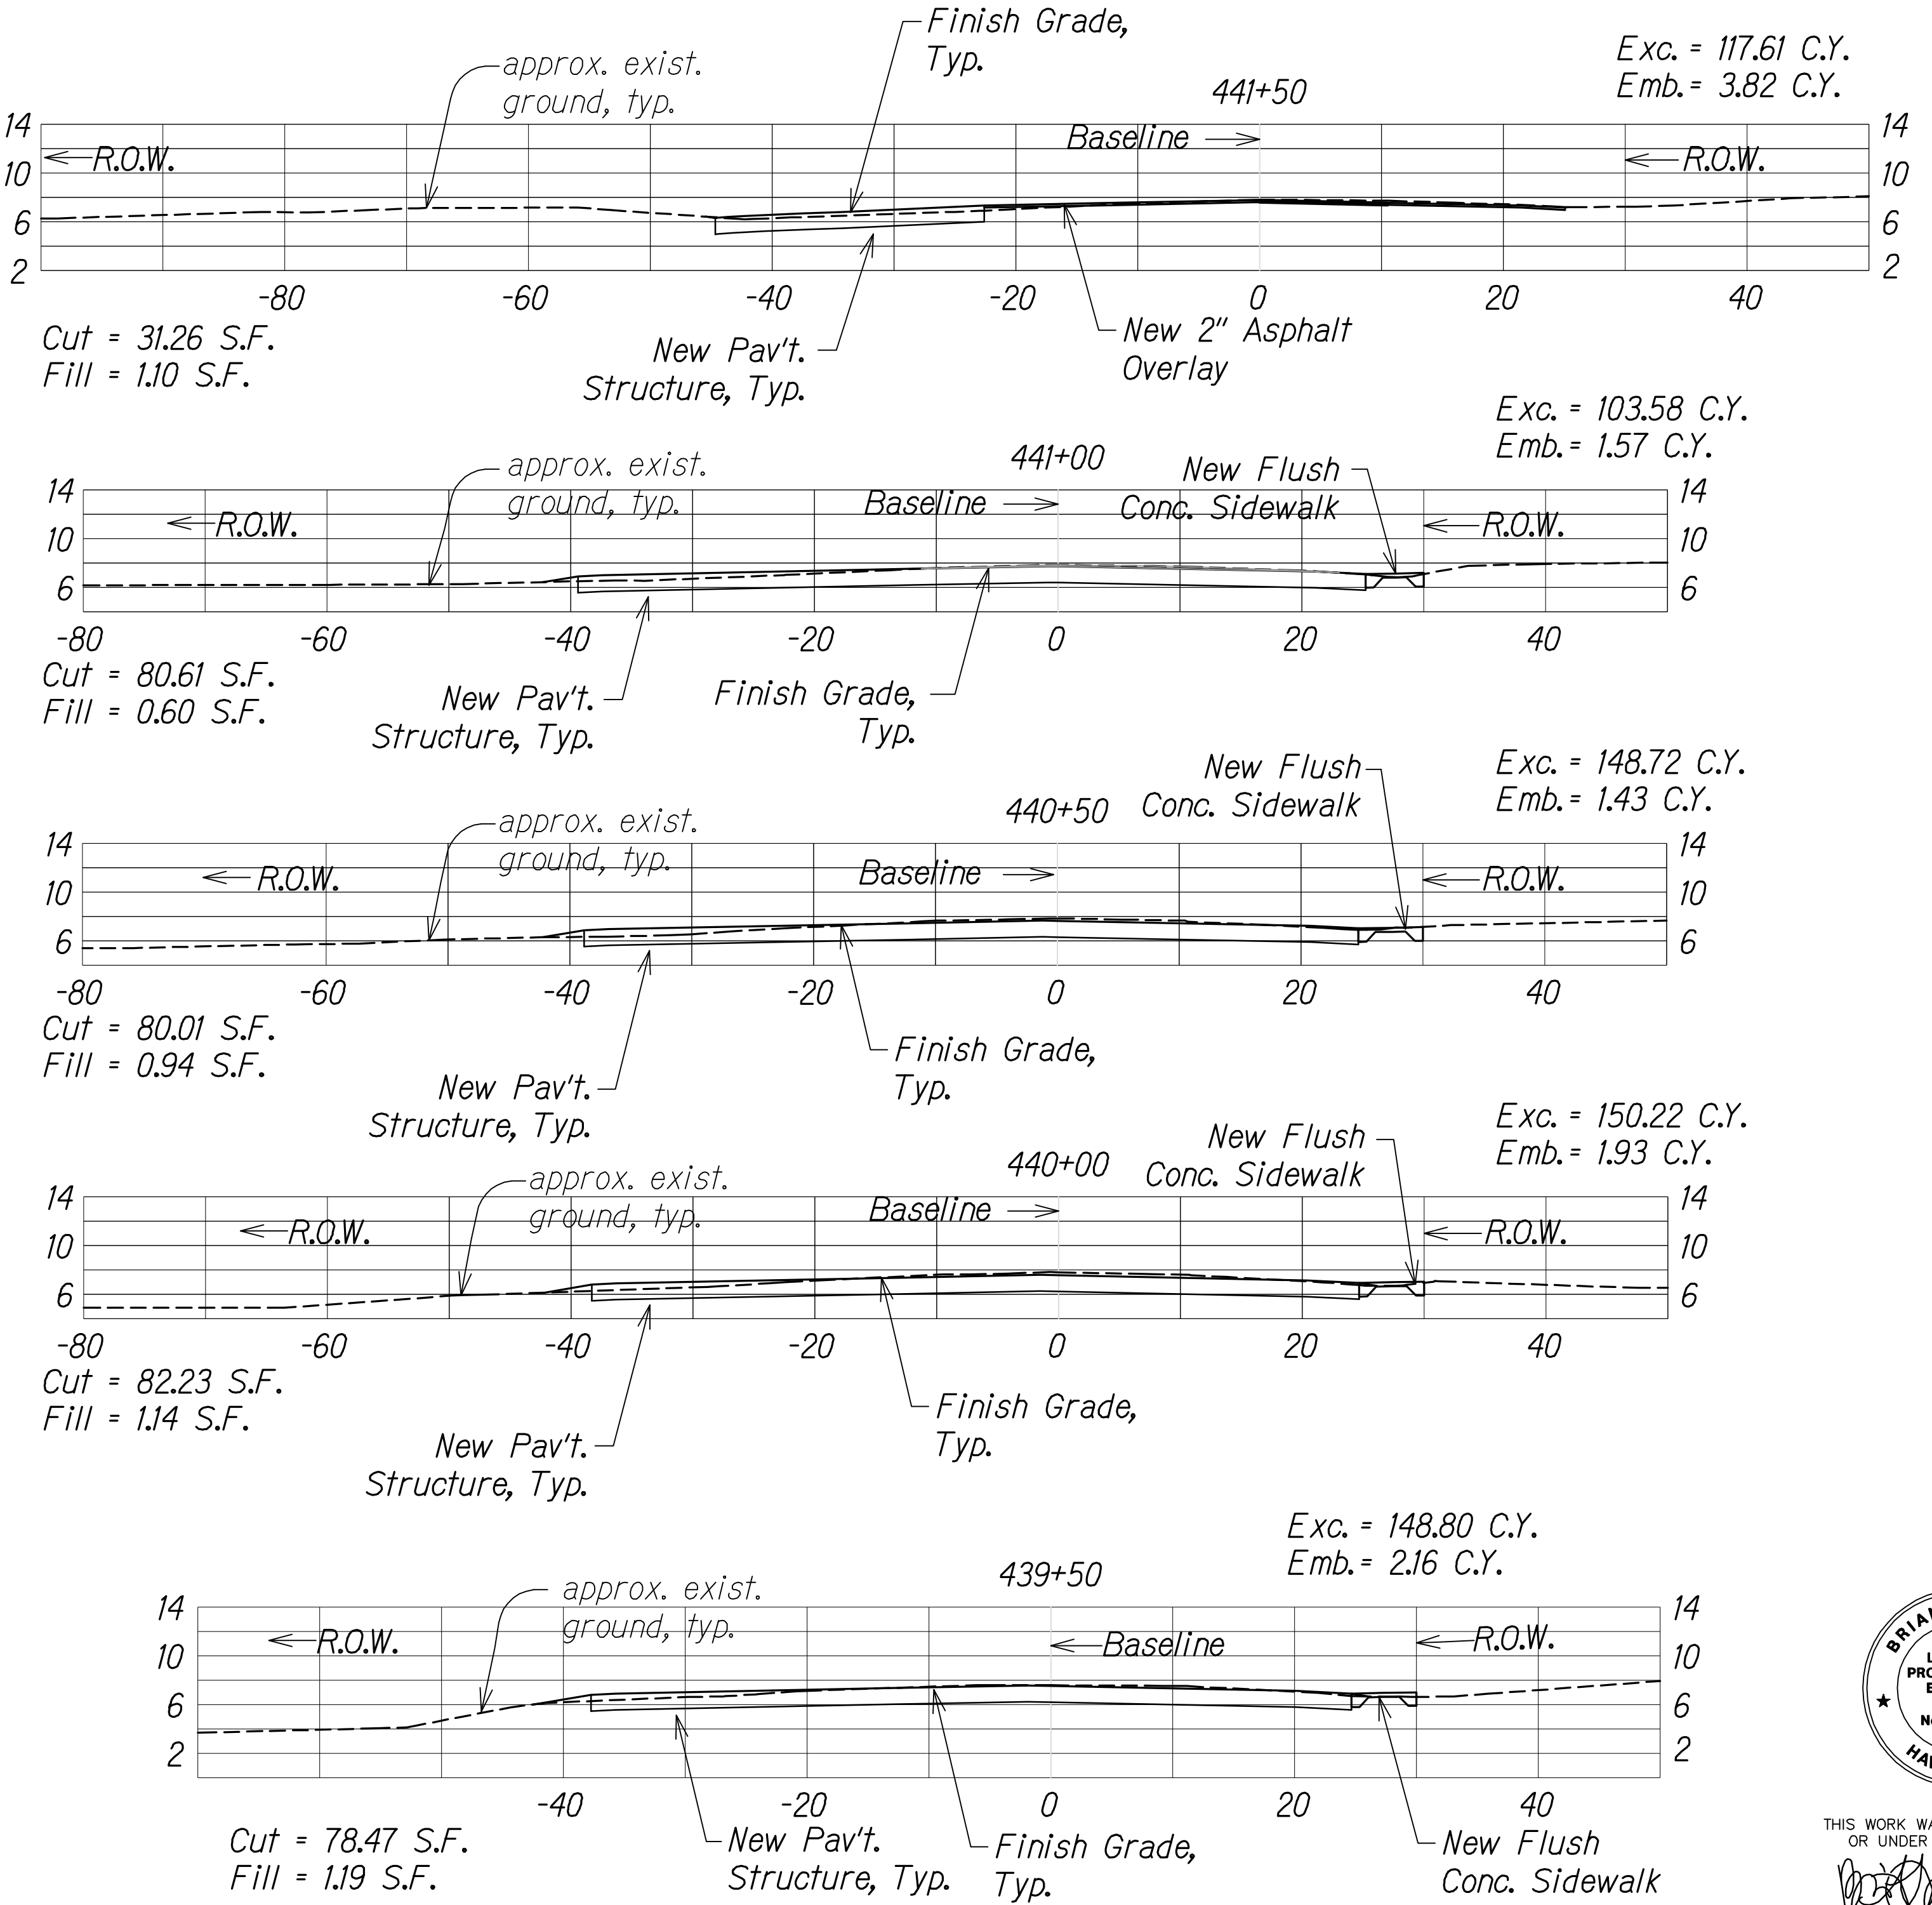 Finish Grade,
Typ.
approx. exist.
ground, typ.
Exc. = 117.61 C.Y.
Emb. = 3.82 C.Y.
441+50
14 14
Baseline
R.O.W. R.O.W.
10 10
6 6
2 2
-80 -60 -40 -20 0 20 40
Cut = 31.26 S.F.
Fill = 1.10 S.F.
New Pav't.
Structure, Typ.
New 2" Asphalt
Overlay
Exc. = 103.58 C.Y.
Emb. = 1.57 C.Y.
approx. exist.
ground, typ.
441+00
New Flush
Conc. Sidewalk
14 14
Baseline
R.O.W. R.O.W.
10 10
6 6
-80 -60 -40 -20 0 20 40
Cut = 80.61 S.F.
Fill = 0.60 S.F.
New Pav't.
Structure, Typ.
Finish Grade,
Typ.
New Flush
Conc. Sidewalk
Exc. = 148.72 C.Y.
Emb. = 1.43 C.Y.
approx. exist.
ground, typ.
440+50
14 14
Baseline
R.O.W. R.O.W.
10 10
6 6
-80 -60 -40 -20 0 20 40
Cut = 80.01 S.F.
Fill = 0.94 S.F.
Finish Grade,
Typ.
New Pav't.
Structure, Typ.
Exc. = 150.22 C.Y.
Emb. = 1.93 C.Y.
New Flush
Conc. Sidewalk
approx. exist.
ground, typ.
440+00
14 14
Baseline
R.O.W. R.O.W.
10 10
6 6
-80 -60 -40 -20 0 20 40
Cut = 82.23 S.F.
Fill = 1.14 S.F.
Finish Grade,
Typ.
New Pav't.
Structure, Typ.
Exc. = 148.80 C.Y.
Emb. = 2.16 C.Y.
approx. exist.
ground, typ.
439+50
14 14
R.O.W. Baseline R.O.W.
10 10
6 6
2 2
-40 -20 0 20 40
Cut = 78.47 S.F.
Fill = 1.19 S.F.
New Pav't.
Structure, Typ.
Finish Grade,
Typ.
New Flush
Conc. Sidewalk
BRIA
L
PRO
E
N
HA
THIS WORK WA
OR UNDER